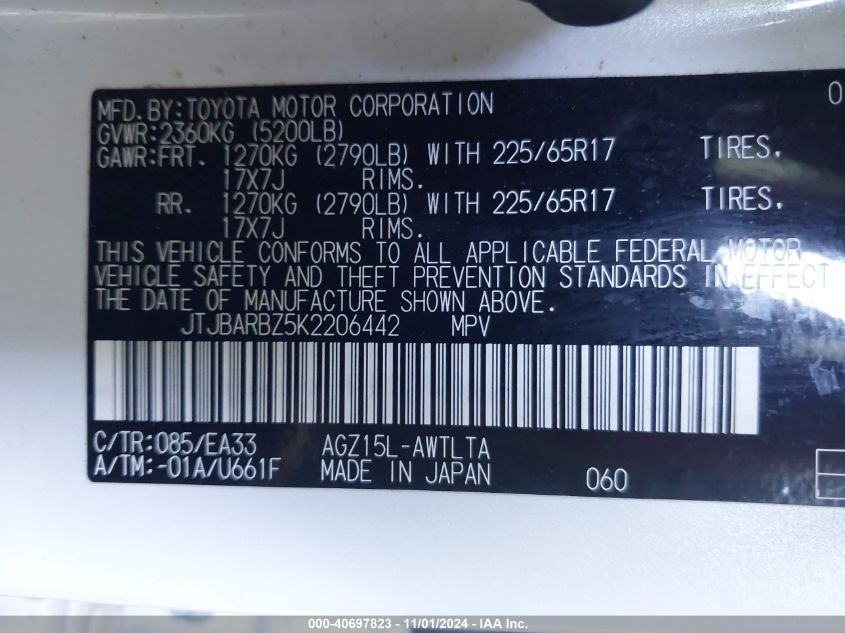 MFD. BY: TOYOTA MOTOR CORPORATION 0
GVWR: 2360KG (5200LB)
GAWR: FRT. 1270KG (2790LB) WITH 225/65R17 TIRES,
17X7J RIMS.
RR. 1270KG (2790LB) WITH 225/65R17 TIRES,
17X7J RIMS.
THIS VEHICLE CONFORMS TO ALL APPLICABLE FEDERAL MOTOR
VEHICLE SAFETY AND THEFT PREVENTION STANDARDS IN EFFECT
THE DATE OF MANUFACTURE SHOWN ABOVE.
JTJBARBZ5K2206442 MPV
C/TR: 085/EA33 AGZ15L-AWTLTA
A/TM: -01A/U661F MADE IN JAPAN 060
000-40697823 - 11/01/2024 - IAA Inc.